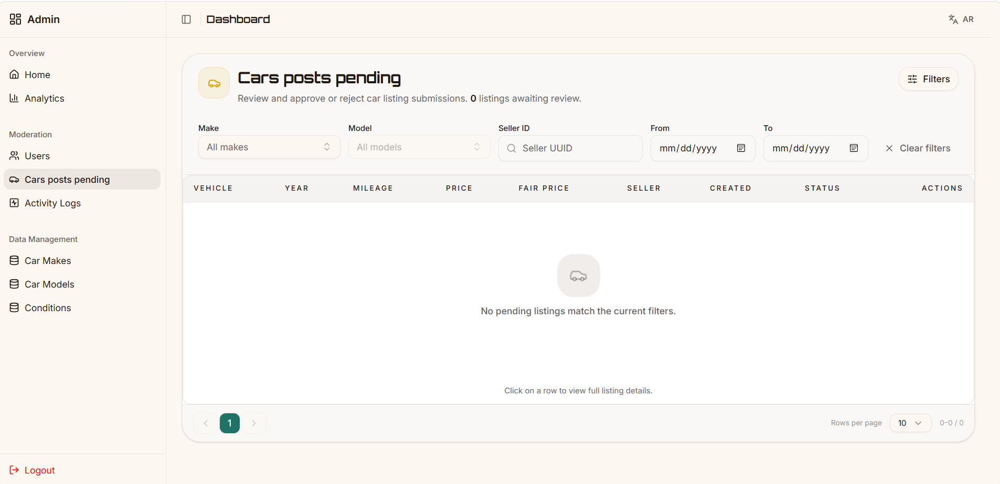 Admin
Dashboard
AR
Overview
Home
Analytics
Moderation
Users
Cars posts pending
Activity Logs
Data Management
Car Makes
Car Models
Conditions
Logout
Cars posts pending
Review and approve or reject car listing submissions. 0 listings awaiting review.
Filters
Make
Model
Seller ID
From
To
All makes
All models
Seller UUID
mm/dd/yyyy
mm/dd/yyyy
Clear filters
VEHICLE YEAR MILEAGE PRICE FAIR PRICE SELLER CREATED STATUS ACTIONS
No pending listings match the current filters.
Click on a row to view full listing details.
1
Rows per page 10 0–0 / 0